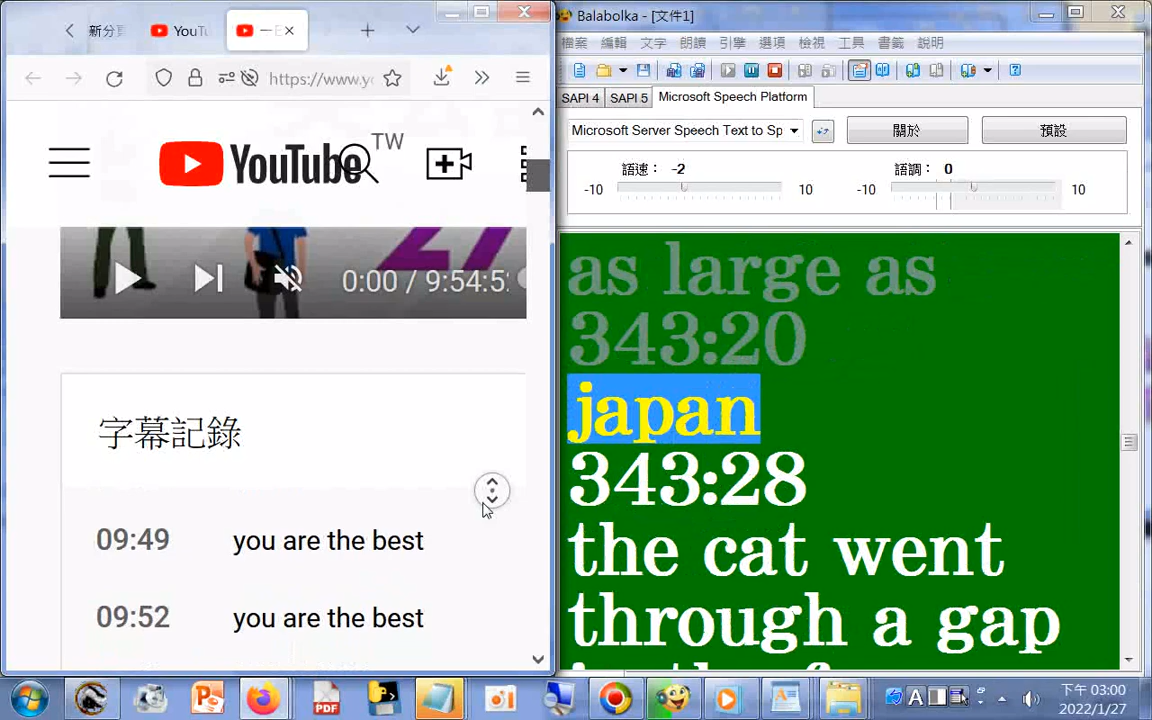 新分
YouTu
一 E
https://www.yo
YouTube
TW
27
0:00 / 9:54:5
字幕記錄
09:49 you are the best
09:52 you are the best
Balabolka - [文件1]
檔案 編輯 文字 朗讀 引擎 選項 檢視 工具 書籤 說明
SAPI 4 SAPI 5 Microsoft Speech Platform
Microsoft Server Speech Text to Sp 關於 預設
語速： -2 語調： 0
-10 10 -10 10
as large as
343:20
japan
343:28
the cat went
through a gap
PDF
A
下午 03:00
2022/1/27